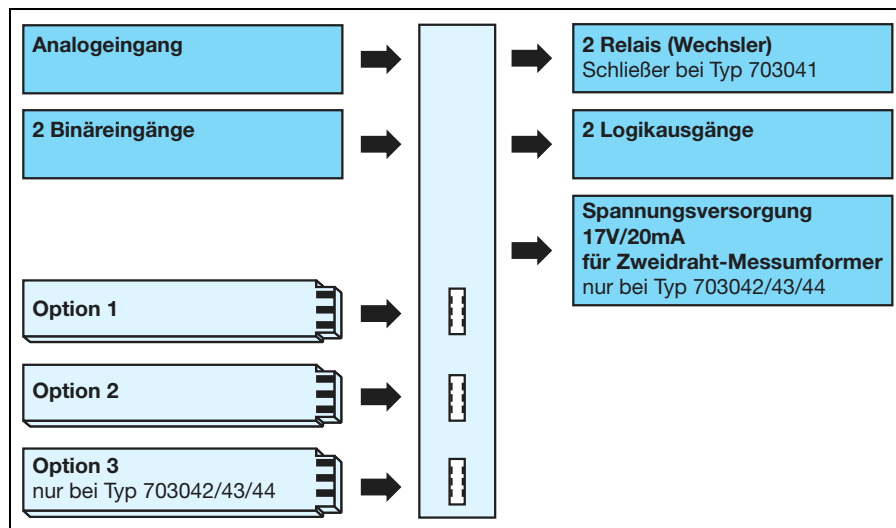 Analogeingang
2 Binäreingänge
Option 1
Option 2
Option 3
nur bei Typ 703042/43/44
2 Relais (Wechsler)
Schließer bei Typ 703041
2 Logikausgänge
Spannungsversorgung
17V/20mA
für Zweidraht-Messumformer
nur bei Typ 703042/43/44